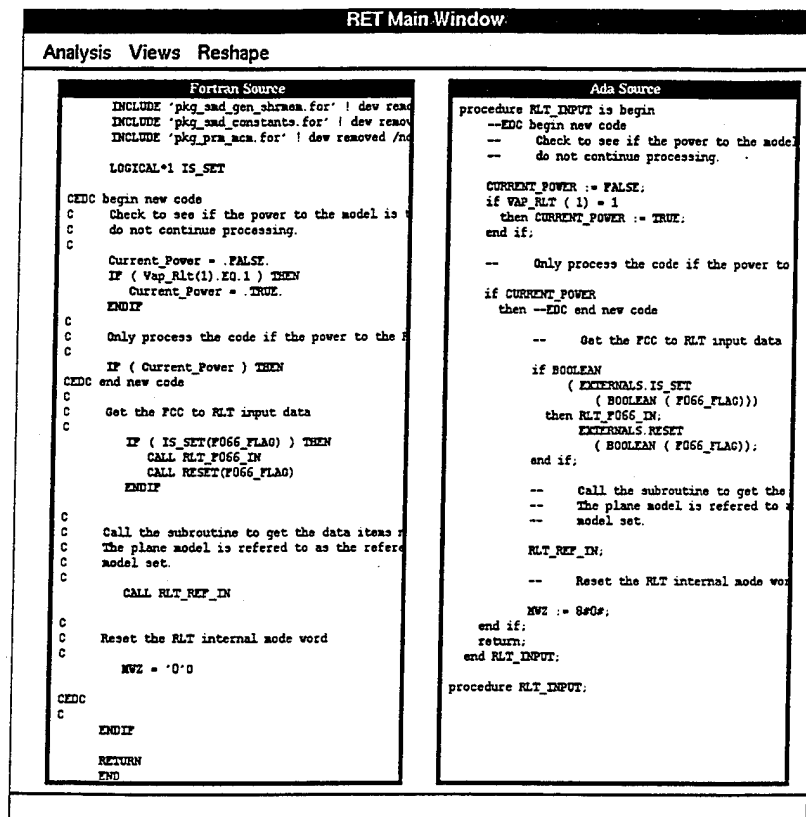 RET Main Window
Analysis Views Reshape
Fortran Source
INCLUDE 'pkg_smd_gen_shrmem.for' ! dew remo
INCLUDE 'pkg_smd_constants.for' ! dew remov
INCLUDE 'pkg_prm_mcm.for' ! dew removed /no
LOGICAL*1 IS_SET
CEDC begin new code
C Check to see if the power to the model is
C do not continue processing.
C
Current_Power = .FALSE.
IF ( Vap_Rlt(1).EQ.1 ) THEN
Current_Power = .TRUE.
ENDIF
C
C Only process the code if the power to the
C
IF ( Current_Power ) THEN
CEDC end new code
C
C Get the FCC to RLT input data
C
IF ( IS_SET(F066_FLAG) ) THEN
CALL RLT_F066_IN
CALL RESET(F066_FLAG)
ENDIF
C
C Call the subroutine to get the data items
C The plane model is refered to as the refere
C model set.
C
CALL RLT_REF_IN
C
C Reset the RLT internal mode word
C
MWZ = '0'O
CEDC
C
ENDIF
RETURN
END
Ada Source
procedure RLT_INPUT is begin
--EDC begin new code
-- Check to see if the power to the model
-- do not continue processing.
CURRENT_POWER := FALSE;
if VAP_RLT ( 1) = 1
then CURRENT_POWER := TRUE;
end if;
-- Only process the code if the power to
if CURRENT_POWER
then --EDC end new code
-- Get the FCC to RLT input data
if BOOLEAN
( EXTERNALS.IS_SET
( BOOLEAN ( F066_FLAG)))
then RLT_F066_IN;
EXTERNALS.RESET
( BOOLEAN ( F066_FLAG));
end if;
-- Call the subroutine to get the
-- The plane model is refered to
-- model set.
RLT_REF_IN;
-- Reset the RLT internal mode wor
MWZ := 8#0#;
end if;
return;
end RLT_INPUT;
procedure RLT_INPUT;